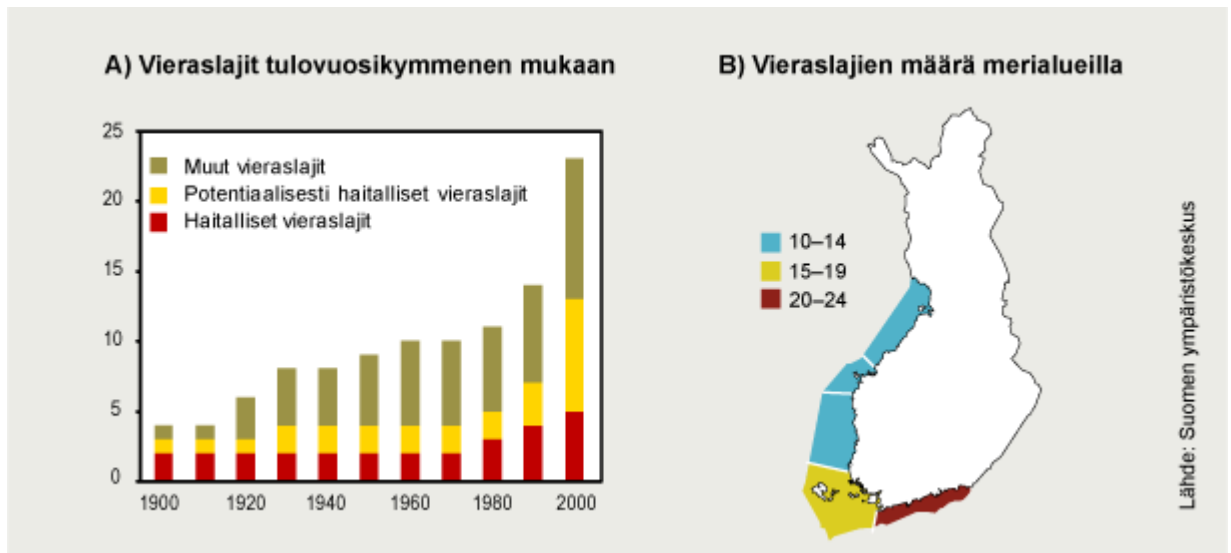 A) Vieraslajit tulovuosikymmenen mukaan
25
20
15
10
5
0
Muut vieraslajit
Potentiaalisesti haitalliset vieraslajit
Haitalliset vieraslajit
1900 1920 1940 1960 1980 2000
B) Vieraslajien määrä merialueilla
10–14
15–19
20–24
Lähde: Suomen ympäristökeskus